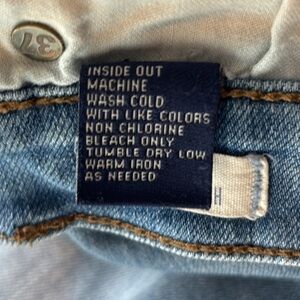 37
INSIDE OUT
MACHINE
WASH COLD
WITH LIKE COLORS
NON CHLORINE
BLEACH ONLY
TUMBLE DRY LOW
WARM IRON
AS NEEDED